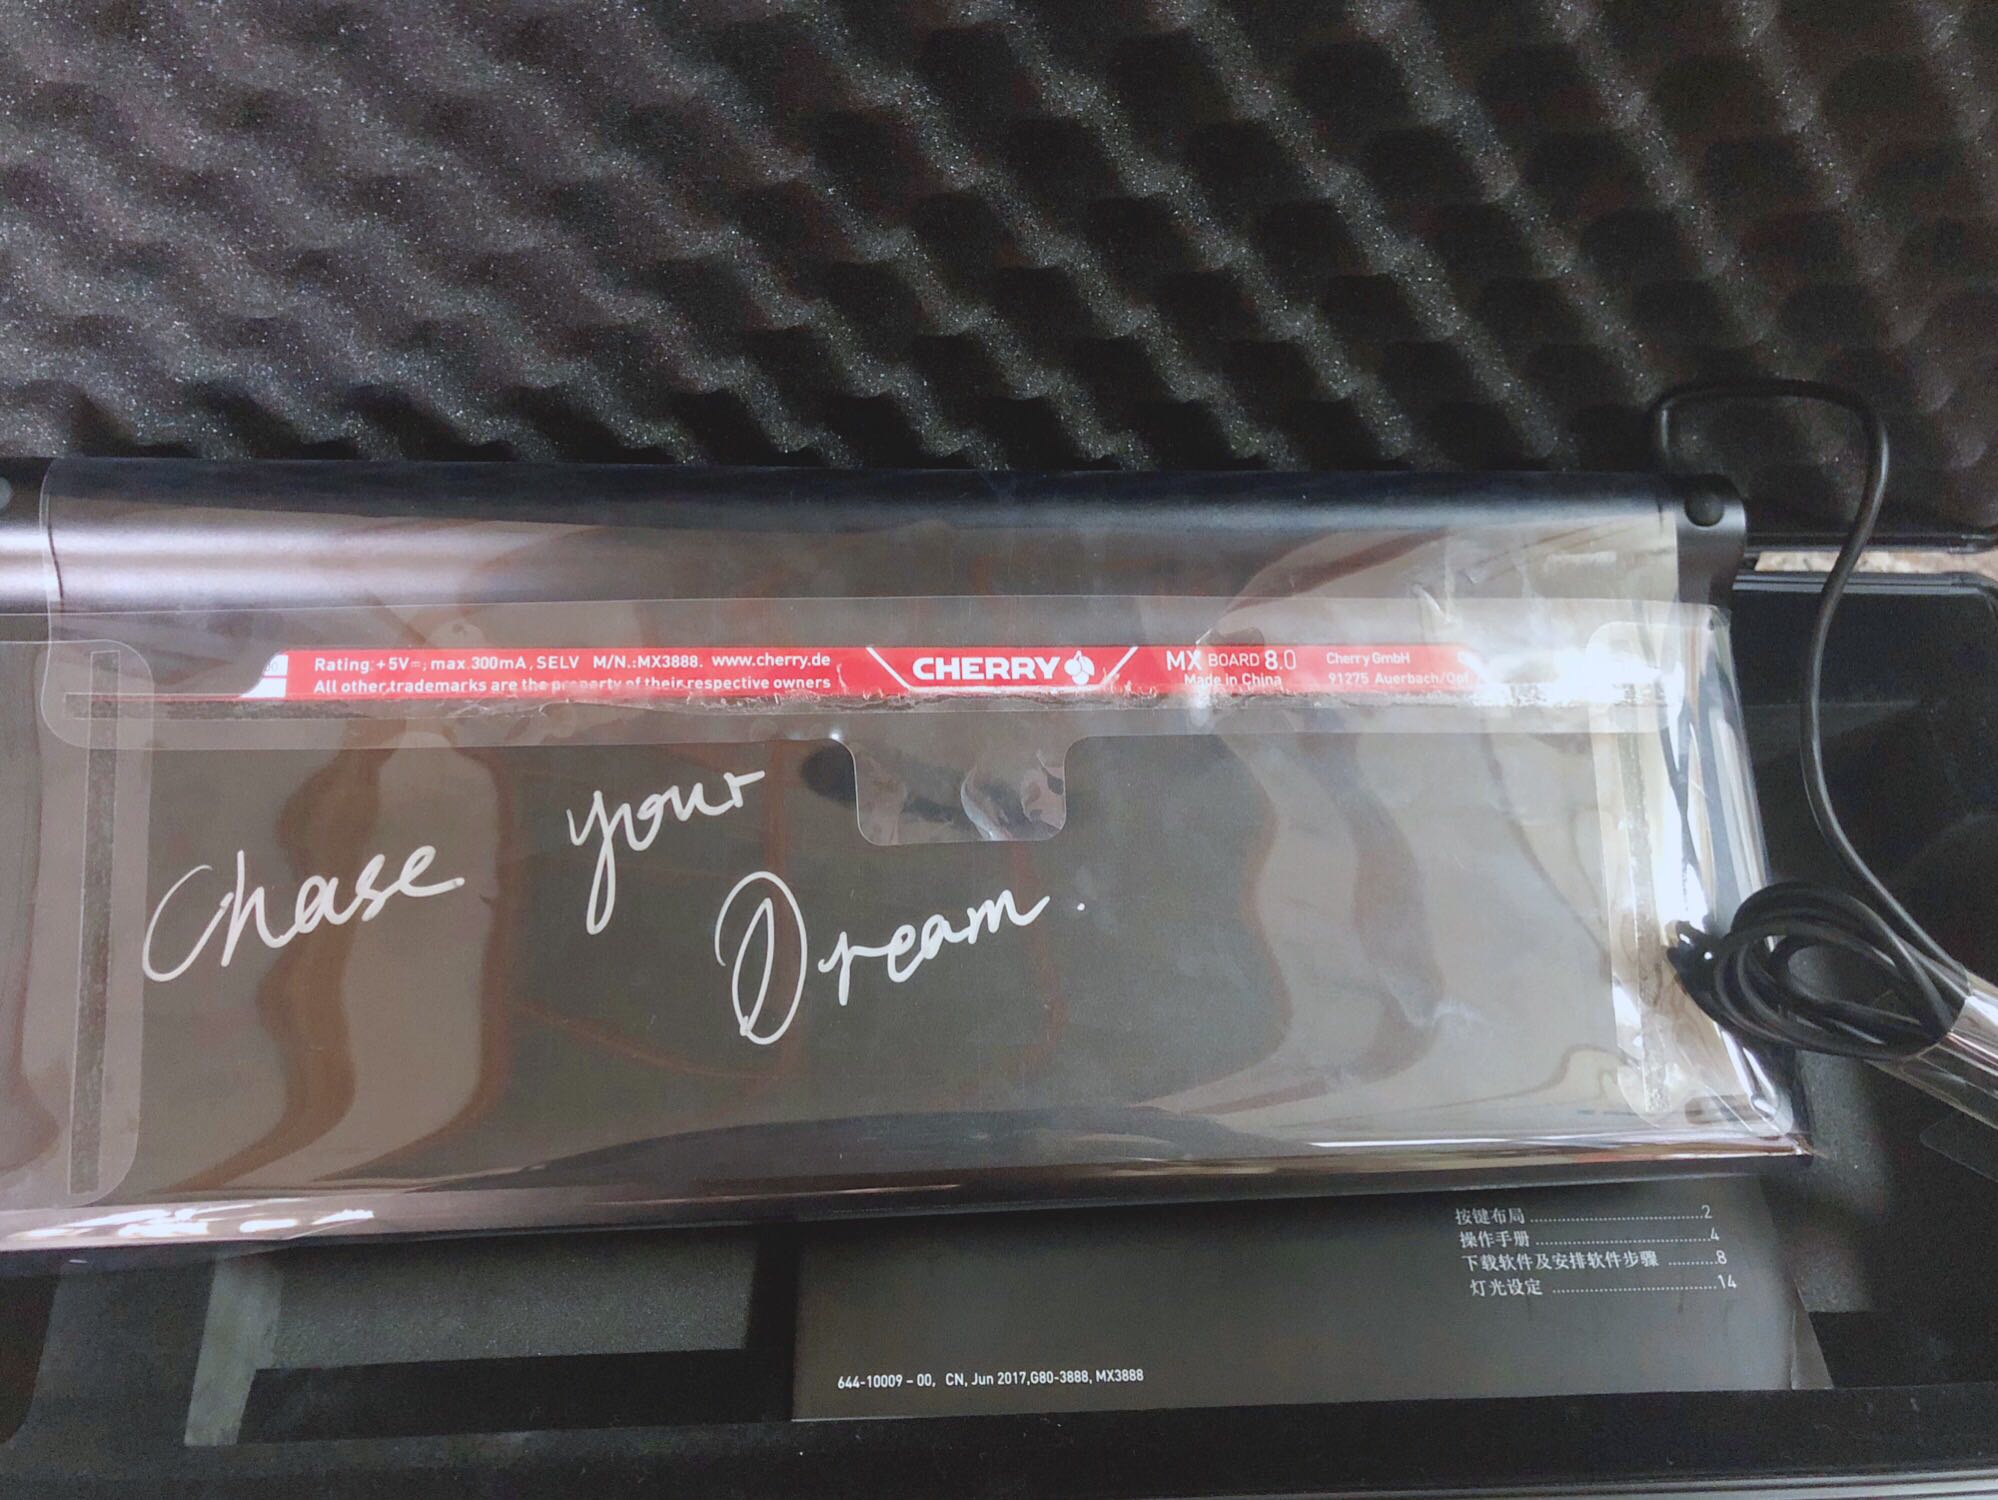 Rating:+5V⎓; max.300mA, SELV M/N.:MX3888. www.cherry.de
All other trademarks are the property of their respective owners
CHERRY
MX BOARD 8.0
Made in China
Cherry GmbH
91275 Auerbach/Opf
Chase your
Dream.
按键布局 ........................................2
操作手册 ........................................4
下载软件及安排软件步骤 ...........8
灯光设定 ......................................14
644-10009 – 00, CN, Jun 2017,G80-3888, MX3888